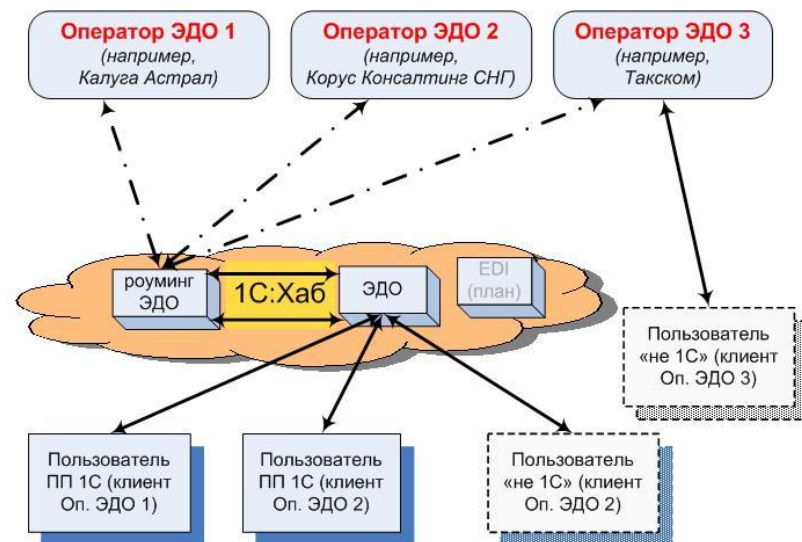 Оператор ЭДО 1
(например,
Калуга Астрал)
Оператор ЭДО 2
(например,
Корус Консалтинг СНГ)
Оператор ЭДО 3
(например,
Такском)
роуминг
ЭДО
1С:Хаб
ЭДО
EDI
(план)
Пользователь
«не 1С» (клиент
Оп. ЭДО 3)
Пользователь
ПП 1С (клиент
Оп. ЭДО 1)
Пользователь
ПП 1С (клиент
Оп. ЭДО 2)
Пользователь
«не 1С» (клиент
Оп. ЭДО 2)